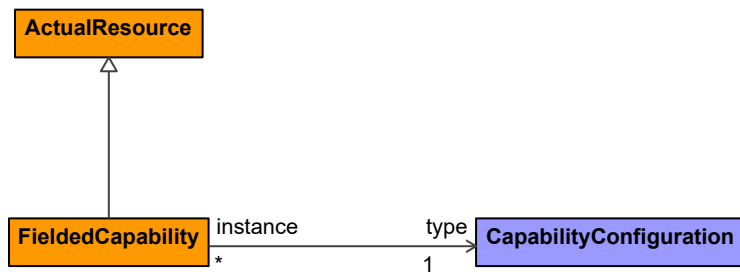 ActualResource
instance type
FieldedCapability CapabilityConfiguration
* 1